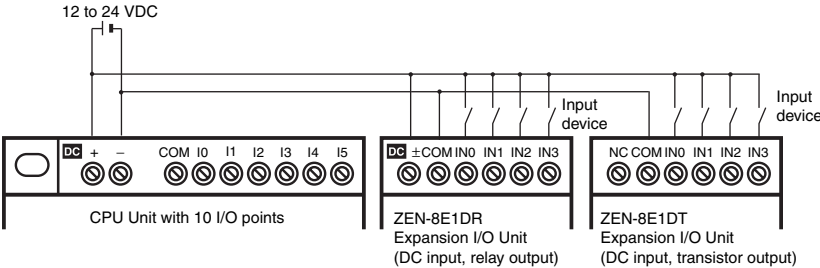 12 to 24 VDC
Input
device
Input
device
DC + − COM I0 I1 I2 I3 I4 I5
DC ±COM IN0 IN1 IN2 IN3
NC COM IN0 IN1 IN2 IN3
CPU Unit with 10 I/O points
ZEN-8E1DR
Expansion I/O Unit
(DC input, relay output)
ZEN-8E1DT
Expansion I/O Unit
(DC input, transistor output)